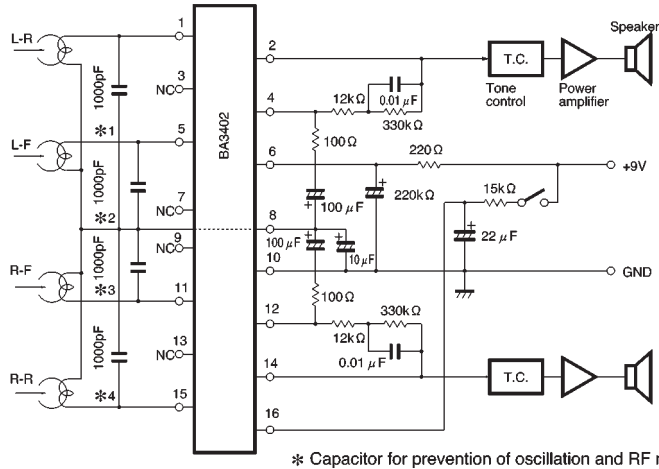 Speaker
L-R
1
2
T.C.
1000pF
3
NC
Tone control
Power amplifier
0.01 μF
4
12kΩ
330kΩ
✻1
100Ω
L-F
5
BA3402
6
220Ω
+9V
1000pF
7
NC
100 μF
220kΩ
15kΩ
✻2
8
9
NC
100 μF
10 μF
22 μF
1000pF
10
GND
R-F
✻3
11
100Ω
12
330kΩ
12kΩ
1000pF
13
NC
0.01 μF
14
T.C.
R-R
✻4
15
16
✻ Capacitor for prevention of oscillation and RF